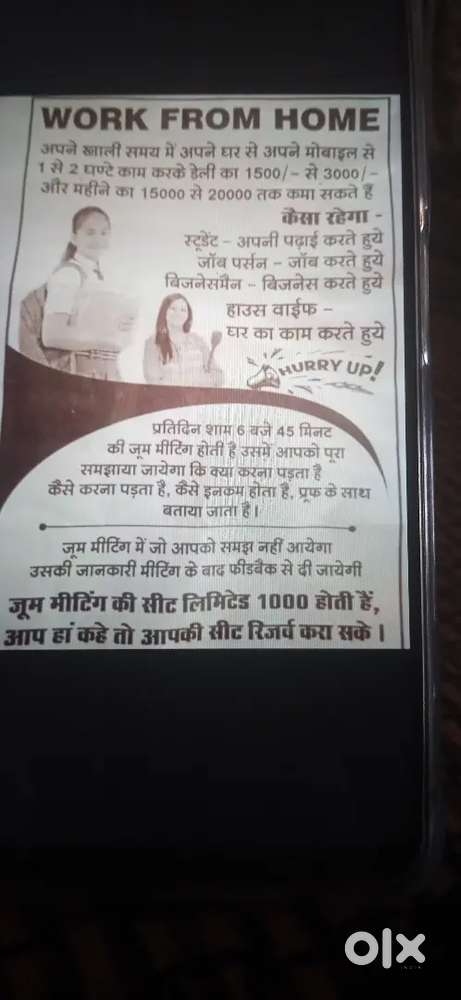 WORK FROM HOME
अपने खाली समय में अपने घर से अपने मोबाइल से
1 से 2 घण्टे काम करके डेली का 1500/- से 3000/-
और महीने का 15000 से 20000 तक कमा सकते हैं
कैसा रहेगा -
स्टूडेंट - अपनी पढ़ाई करते हुये
जॉब पर्सन - जॉब करते हुये
बिजनेसमैन - बिजनेस करते हुये
हाउस वाईफ -
घर का काम करते हुये
HURRY UP!
प्रतिदिन शाम 6 बजे 45 मिनट
की जूम मीटिंग होती है उसमें आपको पूरा
समझाया जायेगा कि क्या करना पड़ता है
कैसे करना पड़ता है, कैसे इनकम होता है, प्रूफ के साथ
बताया जाता है।
जूम मीटिंग में जो आपको समझ नहीं आयेगा
उसकी जानकारी मीटिंग के बाद फीडबैक से दी जायेगी
जूम मीटिंग की सीट लिमिटेड 1000 होती हैं,
आप हां कहे तो आपकी सीट रिजर्व करा सके।
olx
INDIA